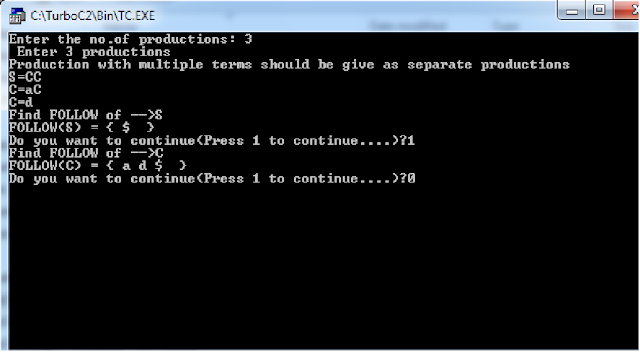 C:\TurboC2\Bin\TC.EXE
Enter the no.of productions: 3
Enter 3 productions
Production with multiple terms should be give as separate productions
S=CC
C=aC
C=d
Find FOLLOW of -->S
FOLLOW(S) = { $ }
Do you want to continue(Press 1 to continue....)?1
Find FOLLOW of -->C
FOLLOW(C) = { a d $ }
Do you want to continue(Press 1 to continue....)?0